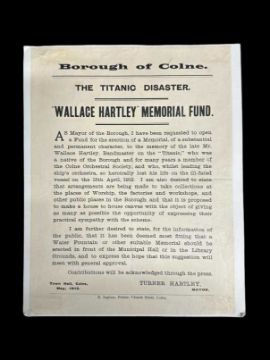 Borough of Colne.
THE TITANIC DISASTER.
"WALLACE HARTLEY" MEMORIAL FUND.
AS Mayor of the Borough, I have been requested to open
a Fund for the erection of a Memorial, of a substantial
and permanent character, to the memory of the late Mr.
Wallace Hartley, Bandmaster on the "Titanic," who was
a native of the Borough and for many years a member of
the Colne Orchestral Society, and who, whilst leading the
ship's orchestra, so heroically lost his life on the ill-fated
vessel on the 15th April, 1912. I am also desired to state
that arrangements are being made to take collections at the
places of Worship, the factories and workshops, and
other public places in the Borough and that it is proposed
to make a house to house canvass with the object of giving
as many as possible the opportunity of expressing their
practical sympathy with the scheme.
I am further desired to state, for the information of
the public, that it has been deemed most fitting that a
Water Fountain or other suitable Memorial should be
erected in front of the Municipal Hall or in the Library
Grounds, and to express the hope that this suggestion will
meet with general approval.
Contributions will be acknowledged through the press.
Town Hall, Colne, TURNER HARTLEY,
May, 1912. MAYOR.
Printer, Street, Colne.